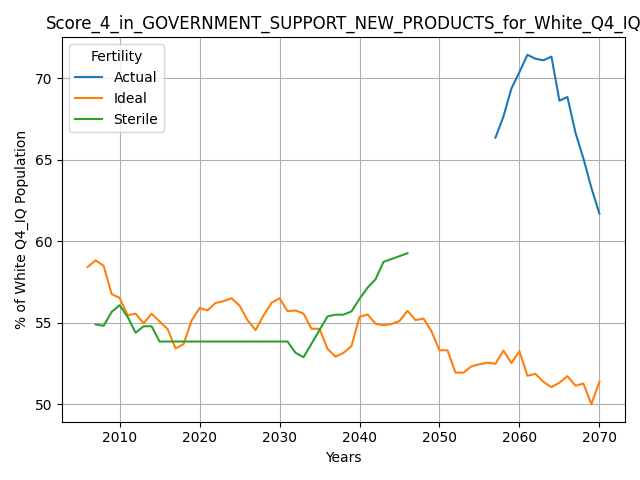 Score_4_in_GOVERNMENT_SUPPORT_NEW_PRODUCTS_for_White_Q4_IQ
Fertility
Actual
Ideal
Sterile
% of White Q4_IQ Population
70
65
60
55
50
2010 2020 2030 2040 2050 2060 2070
Years